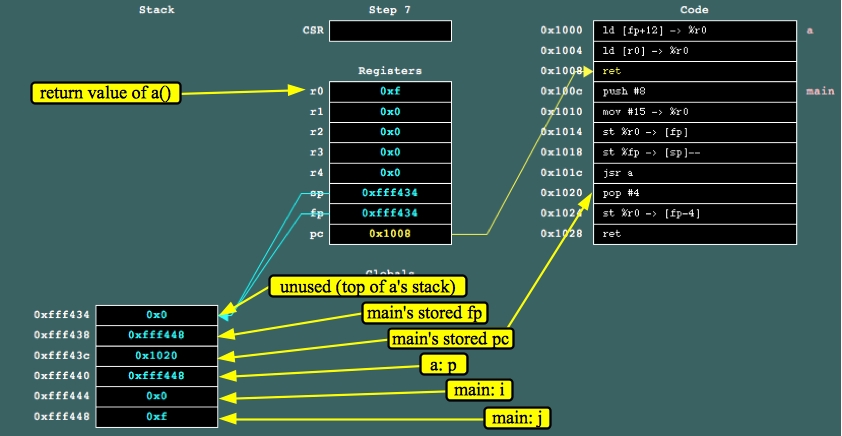 Stack
Step 7
Code
CSR
0x1000 ld [fp+12] -> %r0 a
0x1004 ld [r0] -> %r0
Registers
0x1008 ret
return value of a()
r0 0xf
0x100c push #8 main
r1 0x0
0x1010 mov #15 -> %r0
r2 0x0
0x1014 st %r0 -> [fp]
r3 0x0
0x1018 st %fp -> [sp]--
r4 0x0
0x101c jsr a
sp 0xfff434
0x1020 pop #4
fp 0xfff434
0x1024 st %r0 -> [fp-4]
pc 0x1008
0x1028 ret
Globals
unused (top of a's stack)
0xfff434 0x0
main's stored fp
0xfff438 0xfff448
main's stored pc
0xfff43c 0x1020
a: p
0xfff440 0xfff448
main: i
0xfff444 0x0
main: j
0xfff448 0xf